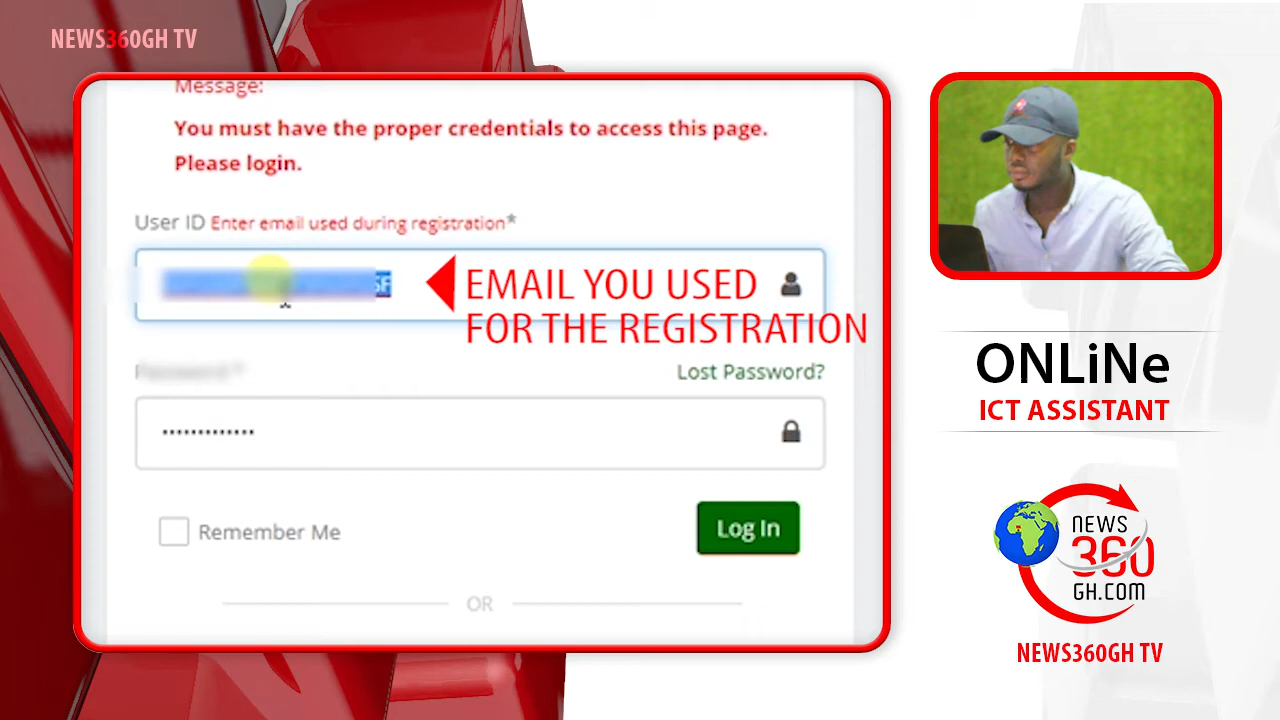 NEWS360GH TV
Message:
You must have the proper credentials to access this page.
Please login.
User ID Enter email used during registration*
SF
EMAIL YOU USED
FOR THE REGISTRATION
Lost Password?
Remember Me
Log In
OR
ONLiNe
ICT ASSISTANT
NEWS
360
GH.COM
NEWS360GH TV